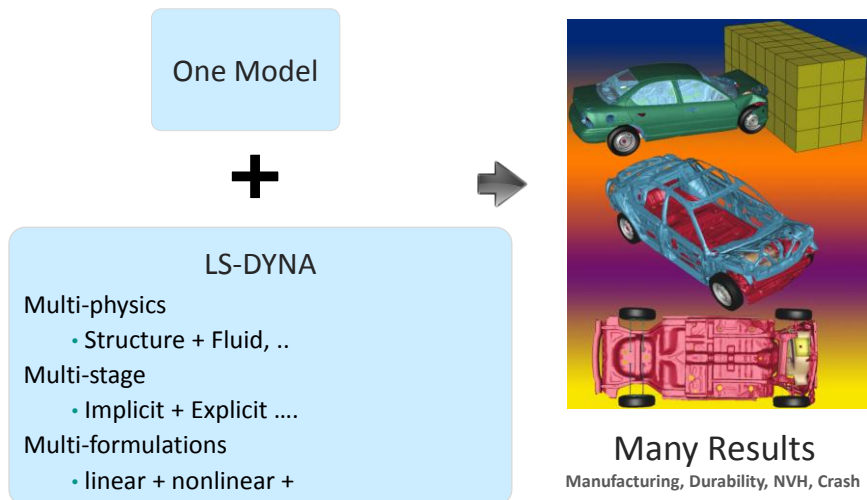 One Model
+
LS-DYNA
Multi-physics
• Structure + Fluid, ..
Multi-stage
• Implicit + Explicit ....
Multi-formulations
• linear + nonlinear +
Many Results
Manufacturing, Durability, NVH, Crash